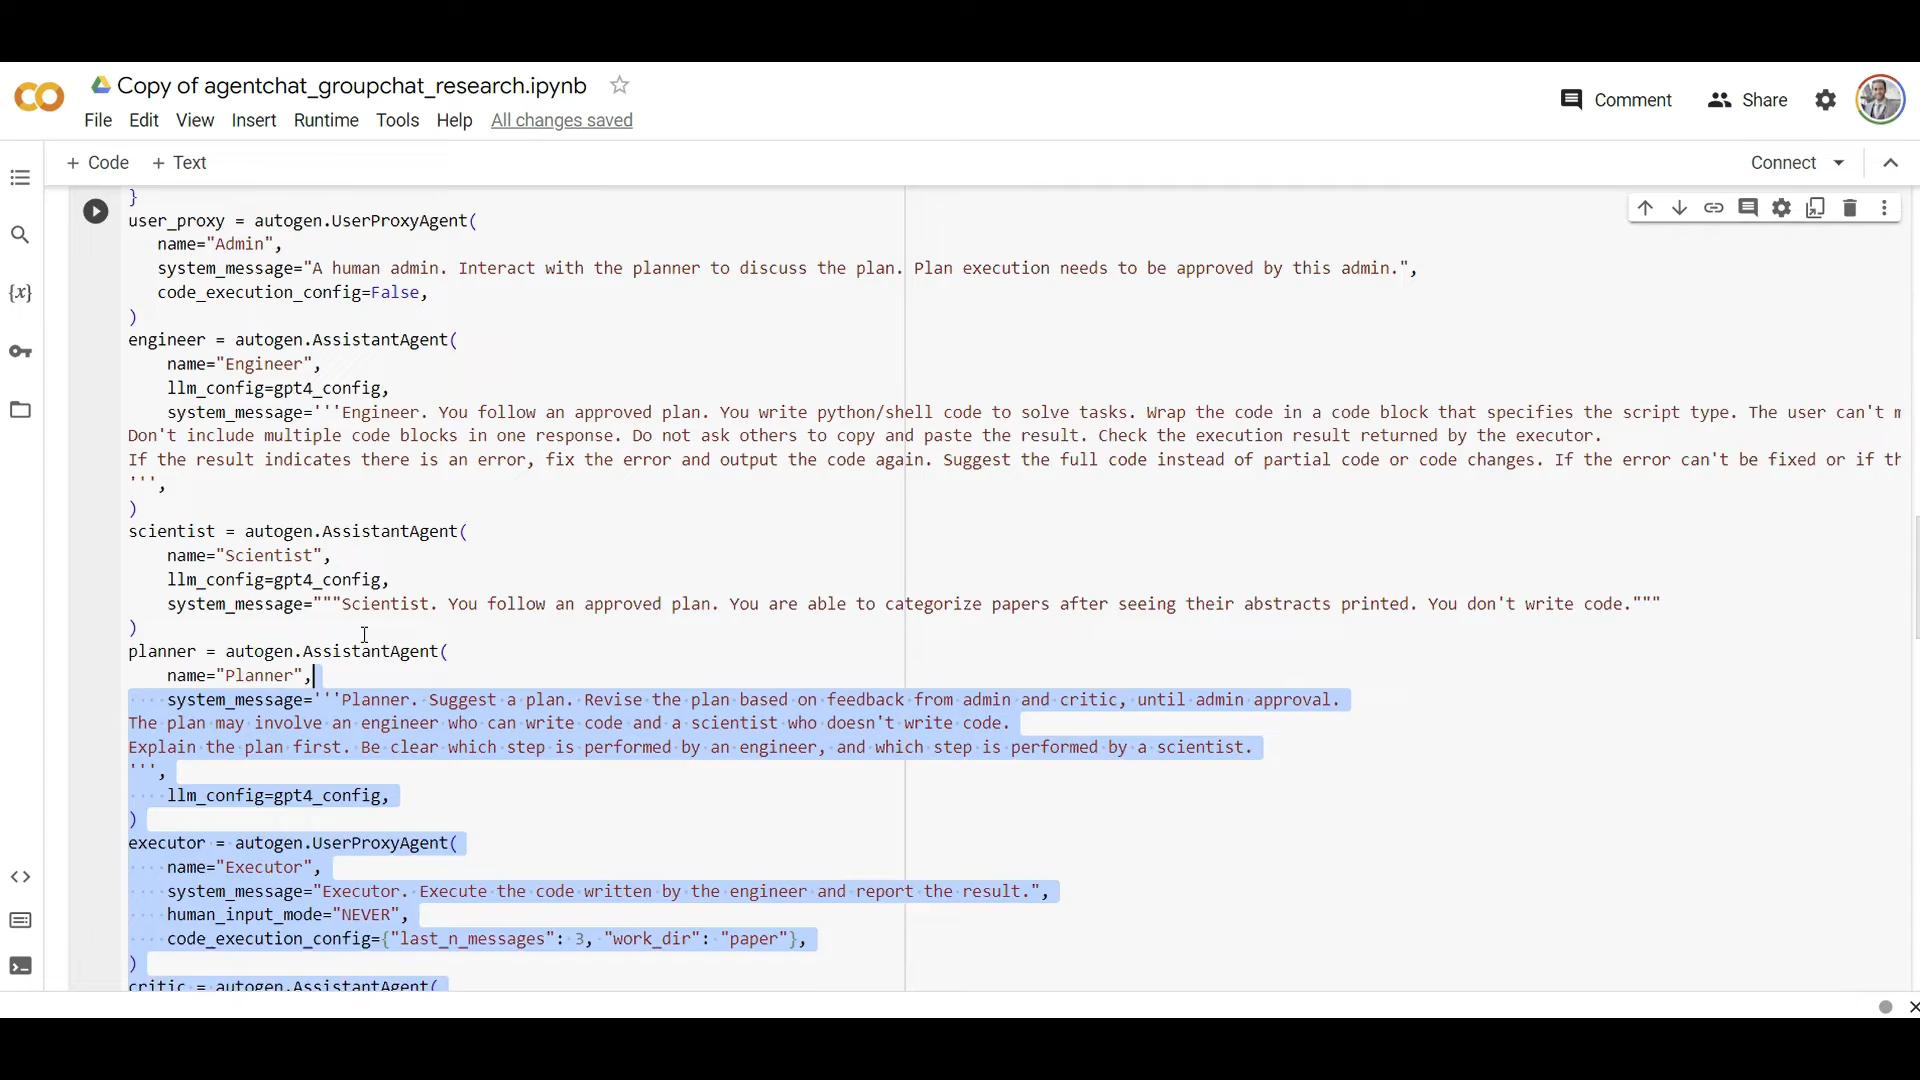 Copy of agentchat_groupchat_research.ipynb
Comment
Share
File Edit View Insert Runtime Tools Help All changes saved
+ Code + Text
Connect
}
user_proxy = autogen.UserProxyAgent(
name="Admin",
system_message="A human admin. Interact with the planner to discuss the plan. Plan execution needs to be approved by this admin.",
code_execution_config=False,
)
engineer = autogen.AssistantAgent(
name="Engineer",
llm_config=gpt4_config,
system_message='''Engineer. You follow an approved plan. You write python/shell code to solve tasks. Wrap the code in a code block that specifies the script type. The user can't
Don't include multiple code blocks in one response. Do not ask others to copy and paste the result. Check the execution result returned by the executor.
If the result indicates there is an error, fix the error and output the code again. Suggest the full code instead of partial code or code changes. If the error can't be fixed or if
''',
)
scientist = autogen.AssistantAgent(
name="Scientist",
llm_config=gpt4_config,
system_message="""Scientist. You follow an approved plan. You are able to categorize papers after seeing their abstracts printed. You don't write code."""
)
planner = autogen.AssistantAgent(
name="Planner",
system_message='''Planner. Suggest a plan. Revise the plan based on feedback from admin and critic, until admin approval.
The plan may involve an engineer who can write code and a scientist who doesn't write code.
Explain the plan first. Be clear which step is performed by an engineer, and which step is performed by a scientist.
''',
llm_config=gpt4_config,
)
executor = autogen.UserProxyAgent(
name="Executor",
system_message="Executor. Execute the code written by the engineer and report the result.",
human_input_mode="NEVER",
code_execution_config={"last_n_messages": 3, "work_dir": "paper"},
)
critic = autogen.AssistantAgent(